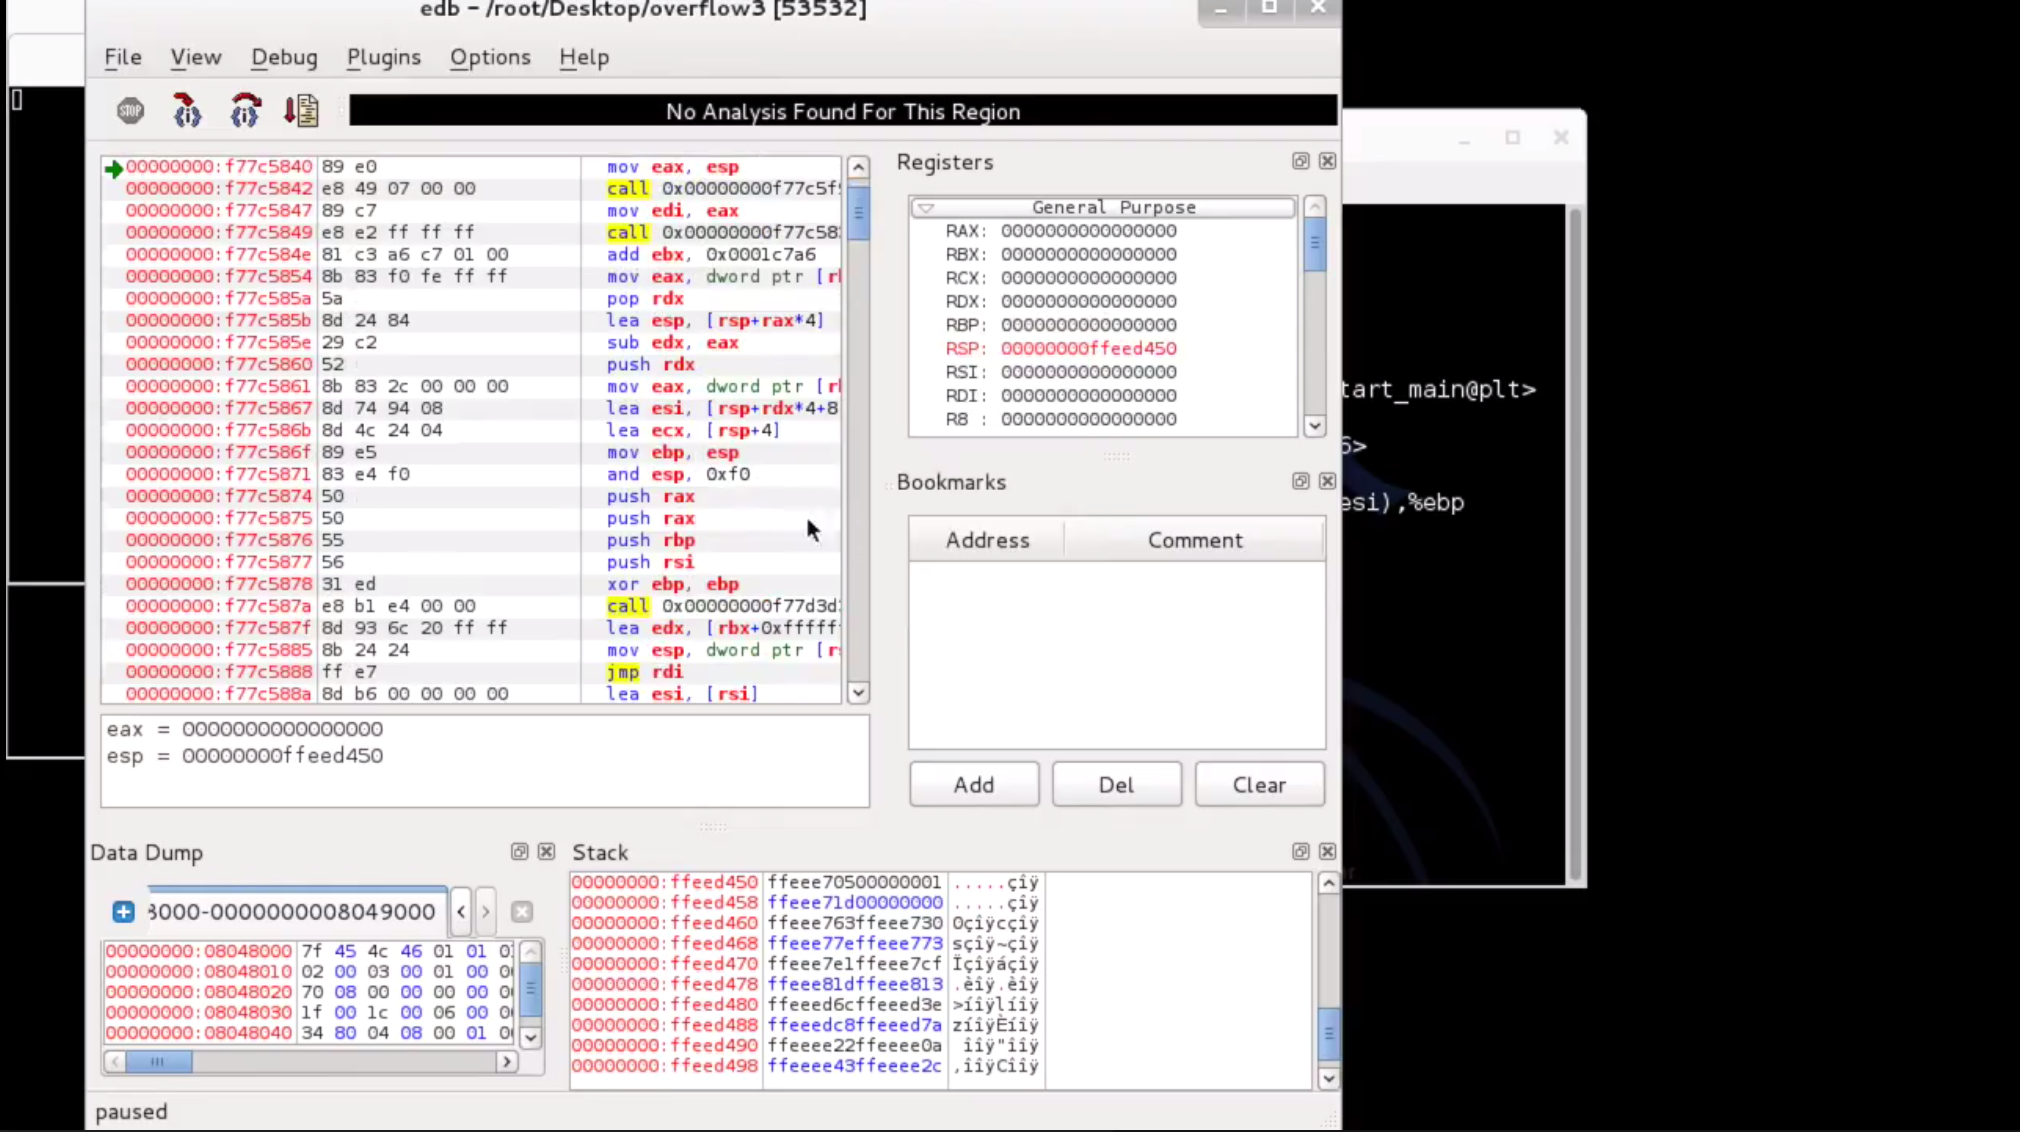 edb - /root/Desktop/overflow3 [53532]
File View Debug Plugins Options Help
STOP
No Analysis Found For This Region
00000000:f77c5840 89 e0 mov eax, esp
00000000:f77c5842 e8 49 07 00 00 call 0x00000000f77c5f
00000000:f77c5847 89 c7 mov edi, eax
00000000:f77c5849 e8 e2 ff ff ff call 0x00000000f77c58
00000000:f77c584e 81 c3 a6 c7 01 00 add ebx, 0x0001c7a6
00000000:f77c5854 8b 83 f0 fe ff ff mov eax, dword ptr [r
00000000:f77c585a 5a pop rdx
00000000:f77c585b 8d 24 84 lea esp, [rsp+rax*4]
00000000:f77c585e 29 c2 sub edx, eax
00000000:f77c5860 52 push rdx
00000000:f77c5861 8b 83 2c 00 00 00 mov eax, dword ptr [r
00000000:f77c5867 8d 74 94 08 lea esi, [rsp+rdx*4+8
00000000:f77c586b 8d 4c 24 04 lea ecx, [rsp+4]
00000000:f77c586f 89 e5 mov ebp, esp
00000000:f77c5871 83 e4 f0 and esp, 0xf0
00000000:f77c5874 50 push rax
00000000:f77c5875 50 push rax
00000000:f77c5876 55 push rbp
00000000:f77c5877 56 push rsi
00000000:f77c5878 31 ed xor ebp, ebp
00000000:f77c587a e8 b1 e4 00 00 call 0x00000000f77d3d
00000000:f77c587f 8d 93 6c 20 ff ff lea edx, [rbx+0xfffff
00000000:f77c5885 8b 24 24 mov esp, dword ptr [r
00000000:f77c5888 ff e7 jmp rdi
00000000:f77c588a 8d b6 00 00 00 00 lea esi, [rsi]
eax = 0000000000000000
esp = 00000000ffeed450
Registers
General Purpose
RAX: 0000000000000000
RBX: 0000000000000000
RCX: 0000000000000000
RDX: 0000000000000000
RBP: 0000000000000000
RSP: 00000000ffeed450
RSI: 0000000000000000
RDI: 0000000000000000
R8 : 0000000000000000
Bookmarks
Address Comment
Add Del Clear
tart_main@plt>
6>
esi),%ebp
Data Dump
3000-0000000008049000
00000000:08048000 7f 45 4c 46 01 01 0
00000000:08048010 02 00 03 00 01 00 0
00000000:08048020 70 08 00 00 00 00 0
00000000:08048030 1f 00 1c 00 06 00 0
00000000:08048040 34 80 04 08 00 01 0
Stack
00000000:ffeed450 ffeee70500000001 .....çîÿ
00000000:ffeed458 ffeee71d00000000 .....çîÿ
00000000:ffeed460 ffeee763ffeee730 0çîÿcçîÿ
00000000:ffeed468 ffeee77effeee773 sçîÿ~çîÿ
00000000:ffeed470 ffeee7e1ffeee7cf Ïçîÿáçîÿ
00000000:ffeed478 ffeee81dffeee813 .èîÿ.èîÿ
00000000:ffeed480 ffeeed6cffeeed3e >íîÿlíîÿ
00000000:ffeed488 ffeeedc8ffeeed7a zíîÿÈíîÿ
00000000:ffeed490 ffeeee22ffeeee0a îîÿ"îîÿ
00000000:ffeed498 ffeeee43ffeeee2c ,îîÿCîîÿ
paused